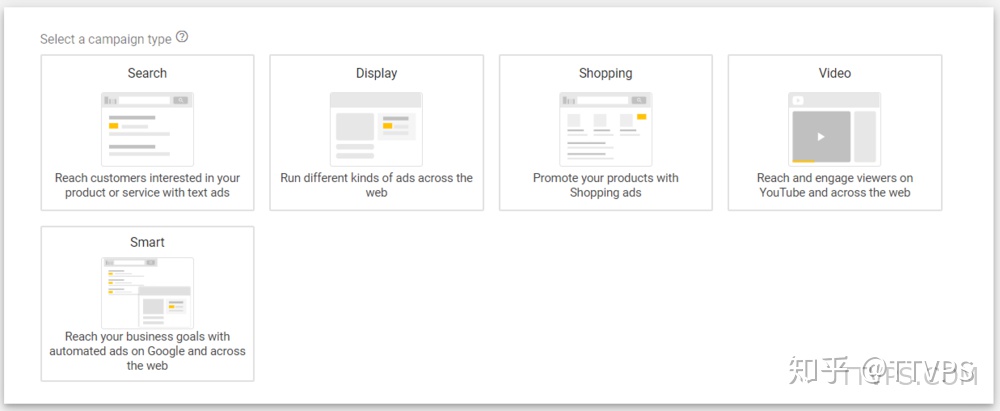 Select a campaign type ?
Search
Reach customers interested in your
product or service with text ads
Display
Run different kinds of ads across the
web
Shopping
Promote your products with
Shopping ads
Video
Reach and engage viewers on
YouTube and across the web
Smart
Reach your business goals with
automated ads on Google and across
the web
知乎 @TTVPS
TTVPS.COM